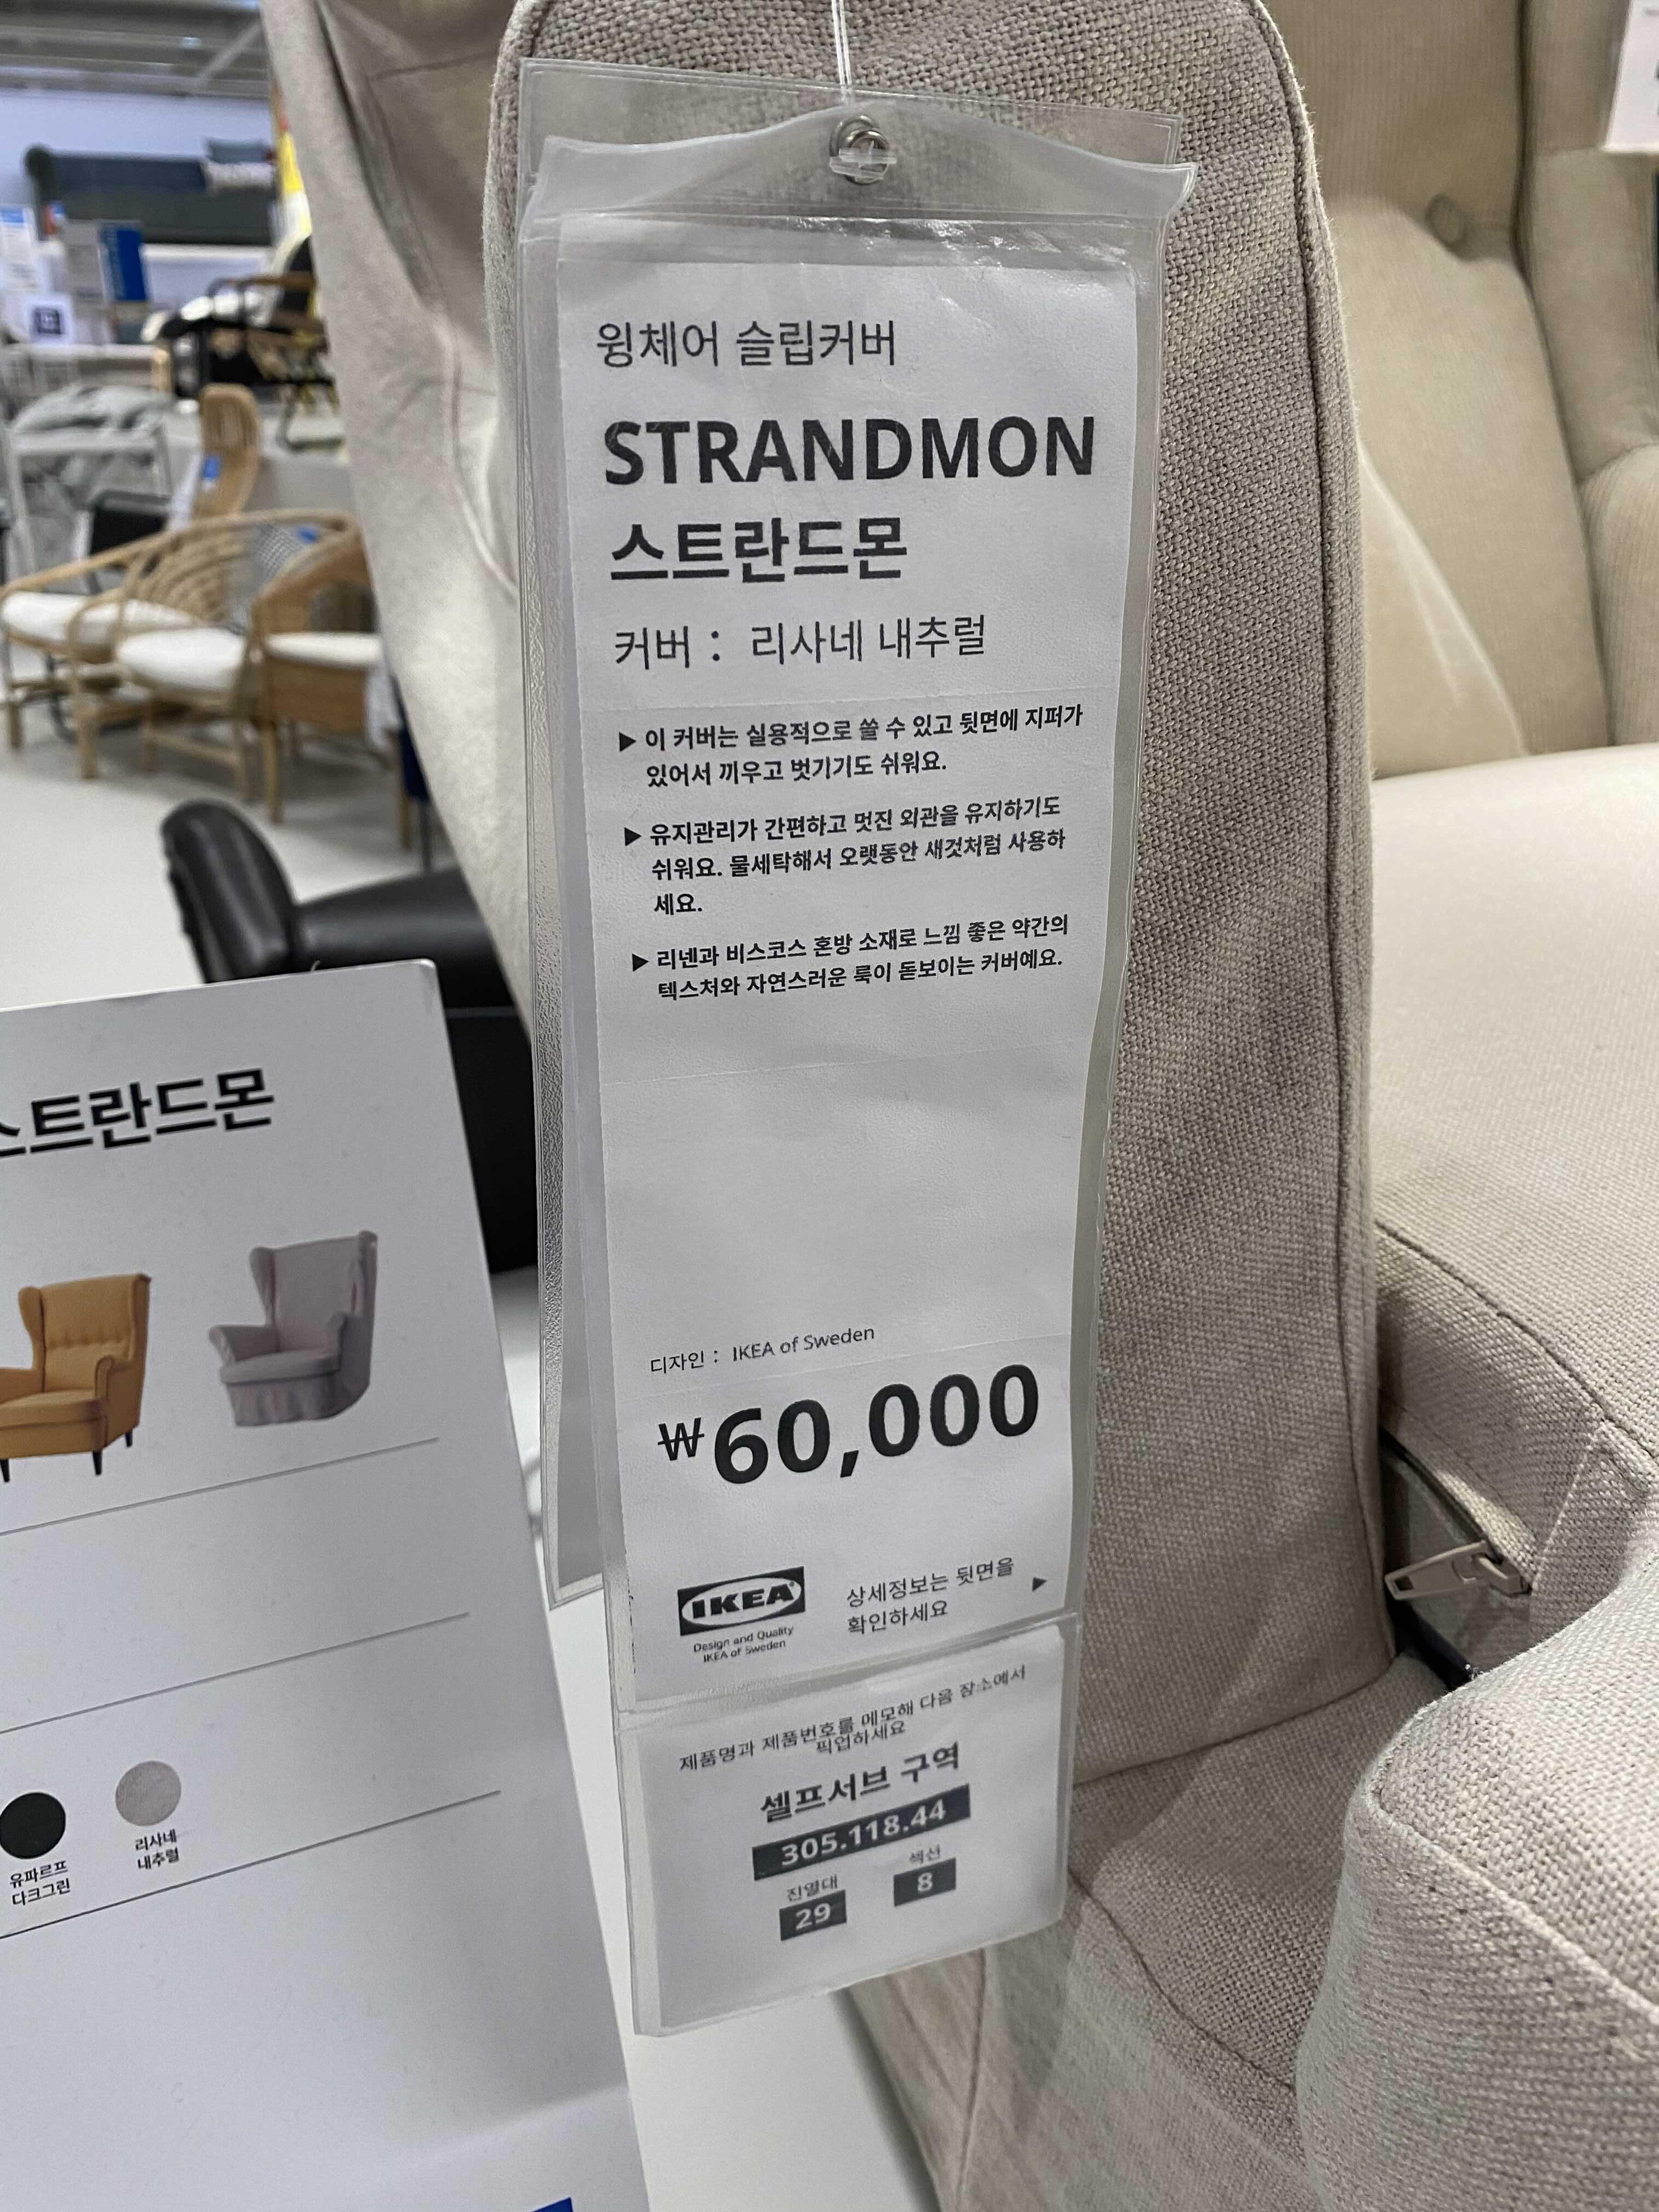 윙체어 슬립커버
STRANDMON
스트란드몬
커버 : 리사네 내추럴
▶ 이 커버는 실용적으로 쓸 수 있고 뒷면에 지퍼가
있어서 끼우고 벗기기도 쉬워요.
▶ 유지관리가 간편하고 멋진 외관을 유지하기도
쉬워요. 물세탁해서 오랫동안 새것처럼 사용하
세요.
▶ 리넨과 비스코스 혼방 소재로 느낌 좋은 약간의
텍스처와 자연스러운 룩이 돋보이는 커버예요.
디자인 : IKEA of Sweden
₩60,000
IKEA
Design and Quality
IKEA of Sweden
상세정보는 뒷면을 ▶
확인하세요
제품명과 제품번호를 메모해 다음 장소에서
픽업하세요
셀프서브 구역
305.118.44
진열대 섹션
29 8
스트란드몬
유파르프
다크그린
리사네
내추럴